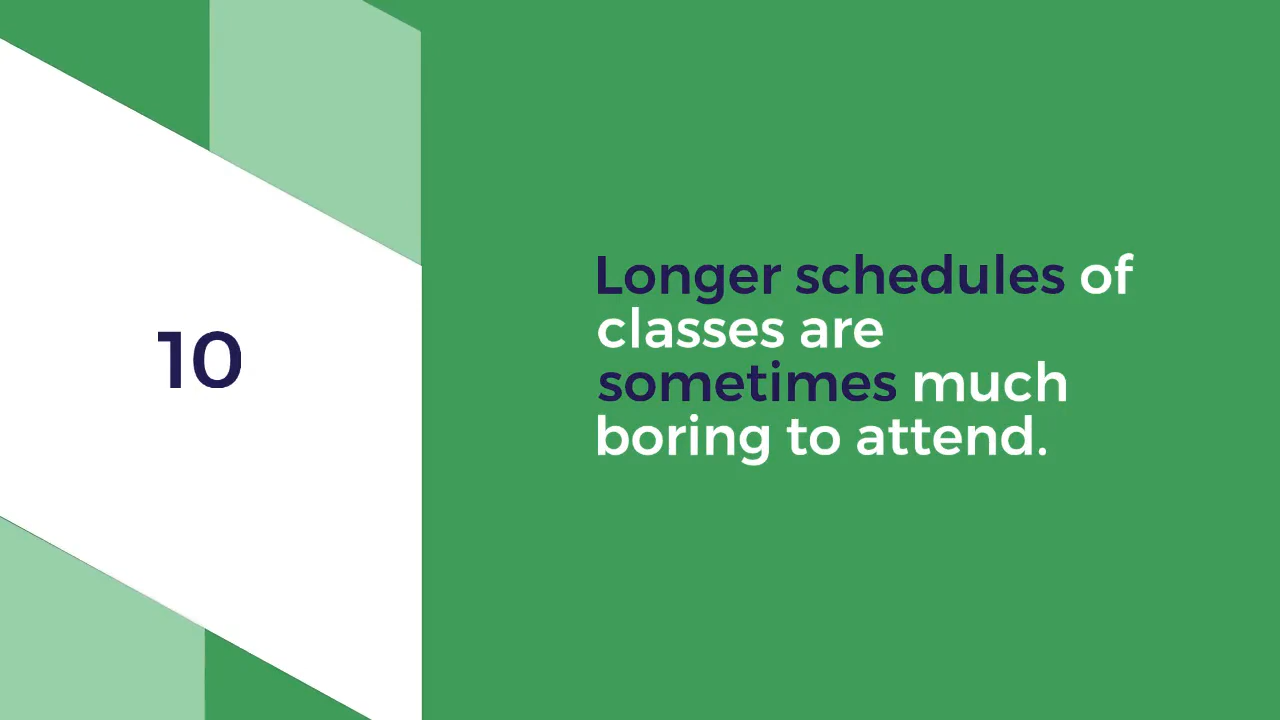 10
Longer schedules of
classes are
sometimes much
boring to attend.